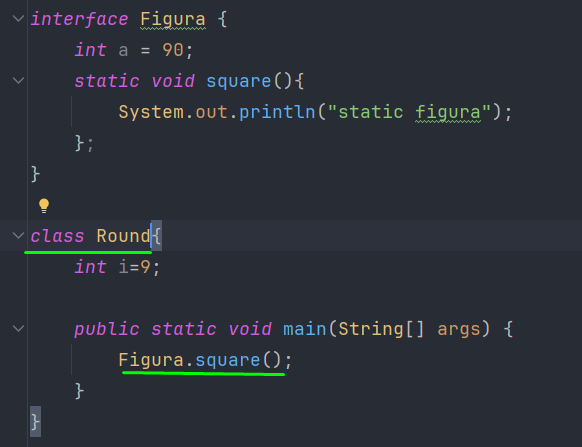 interface Figura {
    int a = 90;
    static void square(){
        System.out.println("static figura");
    };
}
class Round{
    int i=9;
    public static void main(String[] args) {
        Figura.square();
    }
}